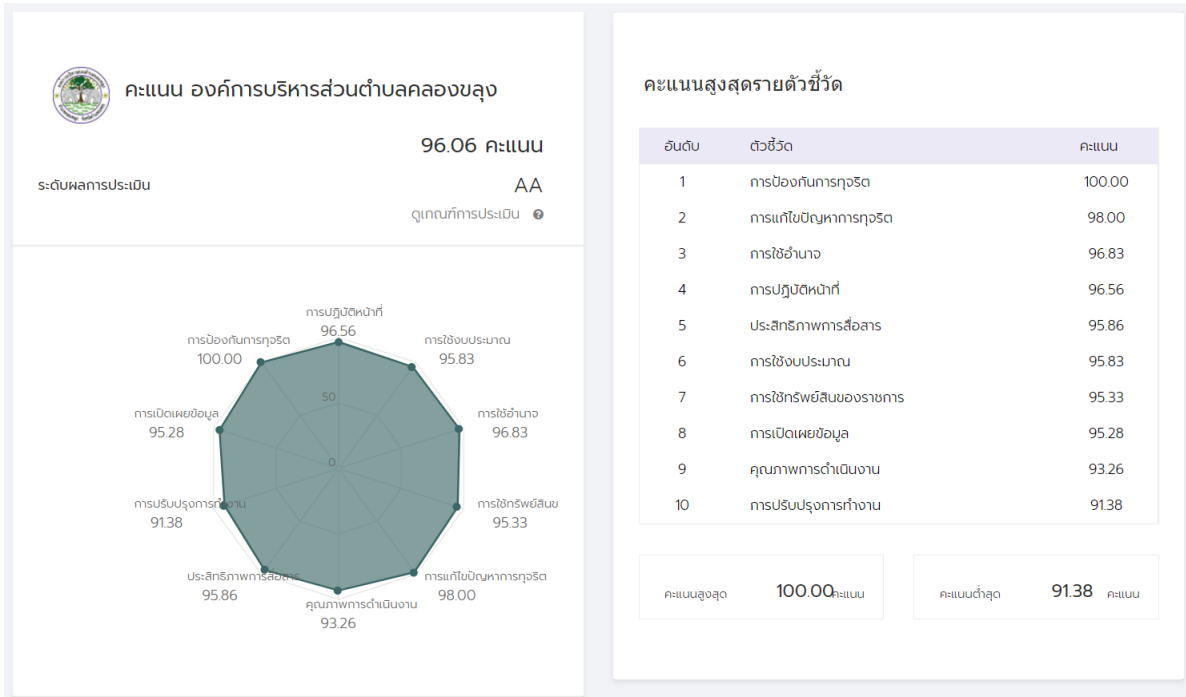 คะแนน องค์การบริหารส่วนตำบลคลองขลุง
96.06 คะแนน
ระดับผลการประเมิน AA
ดูเกณฑ์การประเมิน
การปฏิบัติหน้าที่
96.56
การป้องกันการทุจริต
100.00
การใช้งบประมาณ
95.83
50
การเปิดเผยข้อมูล
95.28
การใช้อำนาจ
96.83
0
การปรับปรุงการทำงาน
91.38
การใช้ทรัพย์สินข
95.33
ประสิทธิภาพการสื่อสาร
95.86
การแก้ไขปัญหาการทุจริต
98.00
คุณภาพการดำเนินงาน
93.26
คะแนนสูงสุดรายตัวชี้วัด
อันดับ ตัวชี้วัด คะแนน
1 การป้องกันการทุจริต 100.00
2 การแก้ไขปัญหาการทุจริต 98.00
3 การใช้อำนาจ 96.83
4 การปฏิบัติหน้าที่ 96.56
5 ประสิทธิภาพการสื่อสาร 95.86
6 การใช้งบประมาณ 95.83
7 การใช้ทรัพย์สินของราชการ 95.33
8 การเปิดเผยข้อมูล 95.28
9 คุณภาพการดำเนินงาน 93.26
10 การปรับปรุงการทำงาน 91.38
คะแนนสูงสุด 100.00 คะแนน
คะแนนต่ำสุด 91.38 คะแนน